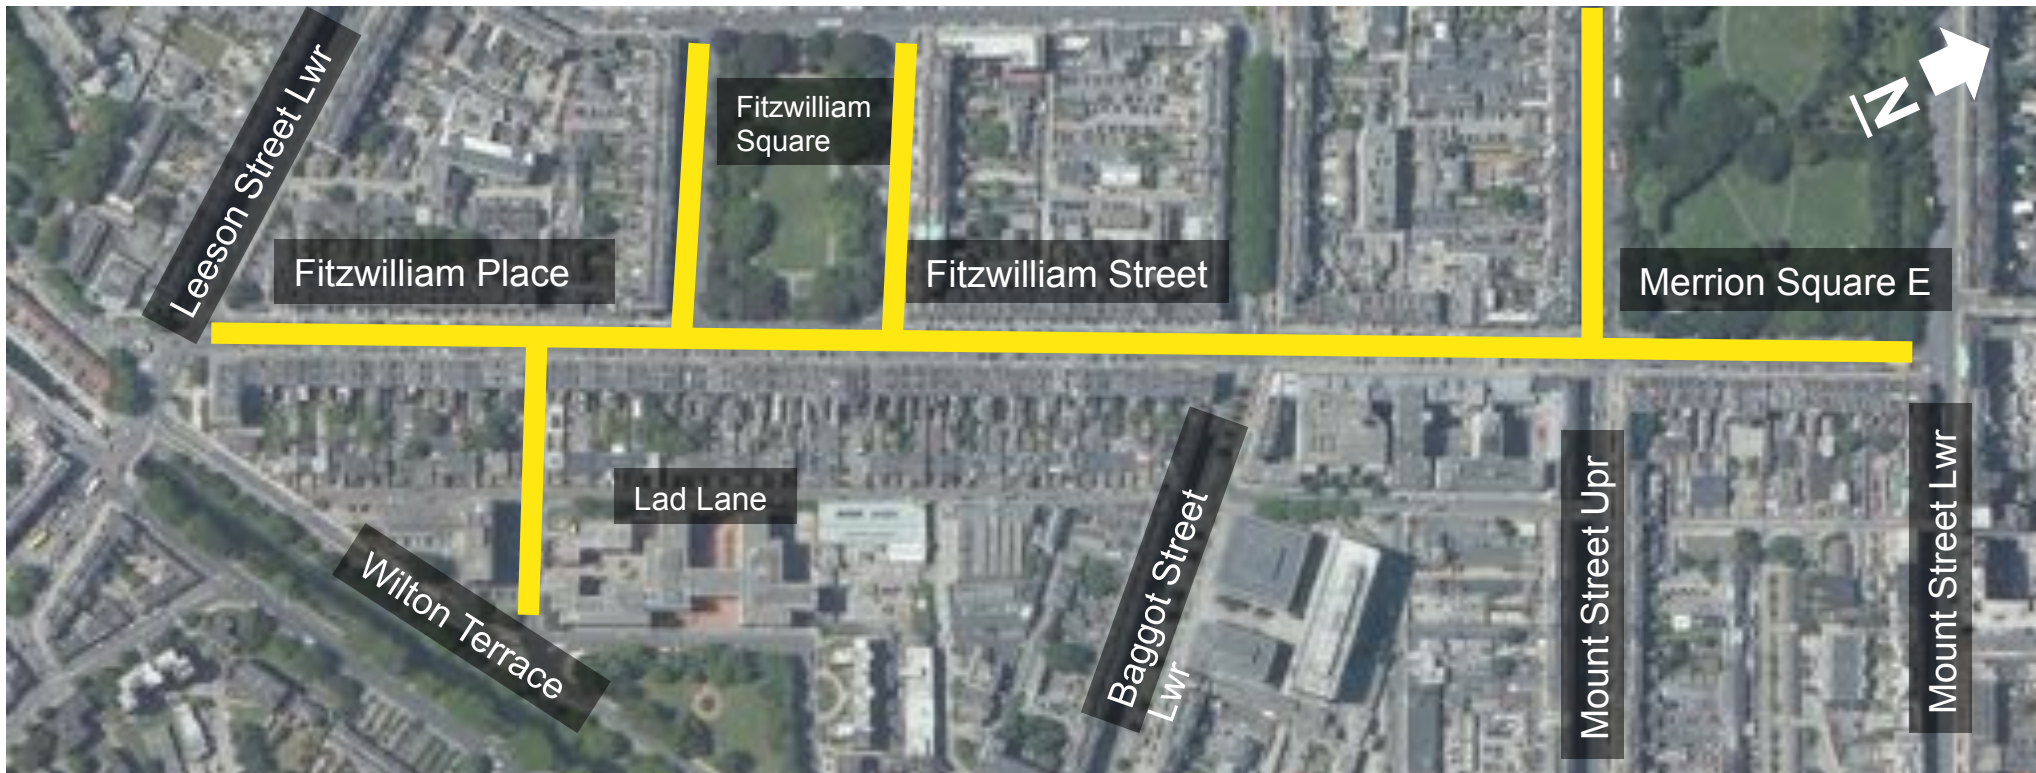 Leeson Street Lwr
Fitzwilliam
Square
N
Fitzwilliam Place
Fitzwilliam Street
Merrion Square E
Lad Lane
Wilton Terrace
Baggot Street
Lwr
Mount Street Upr
Mount Street Lwr